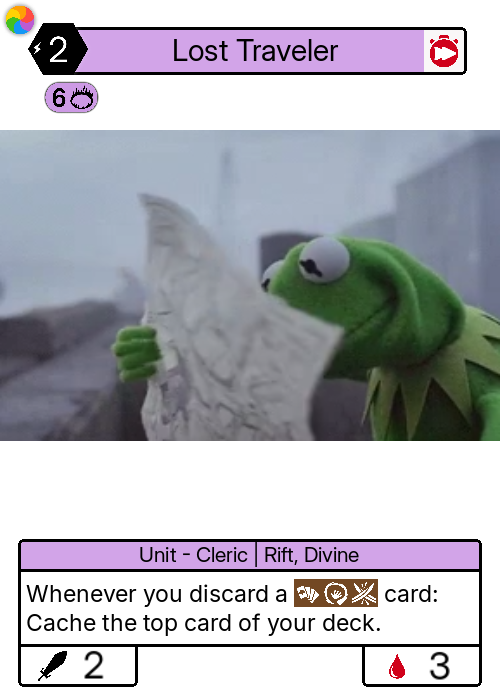 2
Lost Traveler
6
Unit - Cleric | Rift, Divine
Whenever you discard a card:
Cache the top card of your deck.
2
3